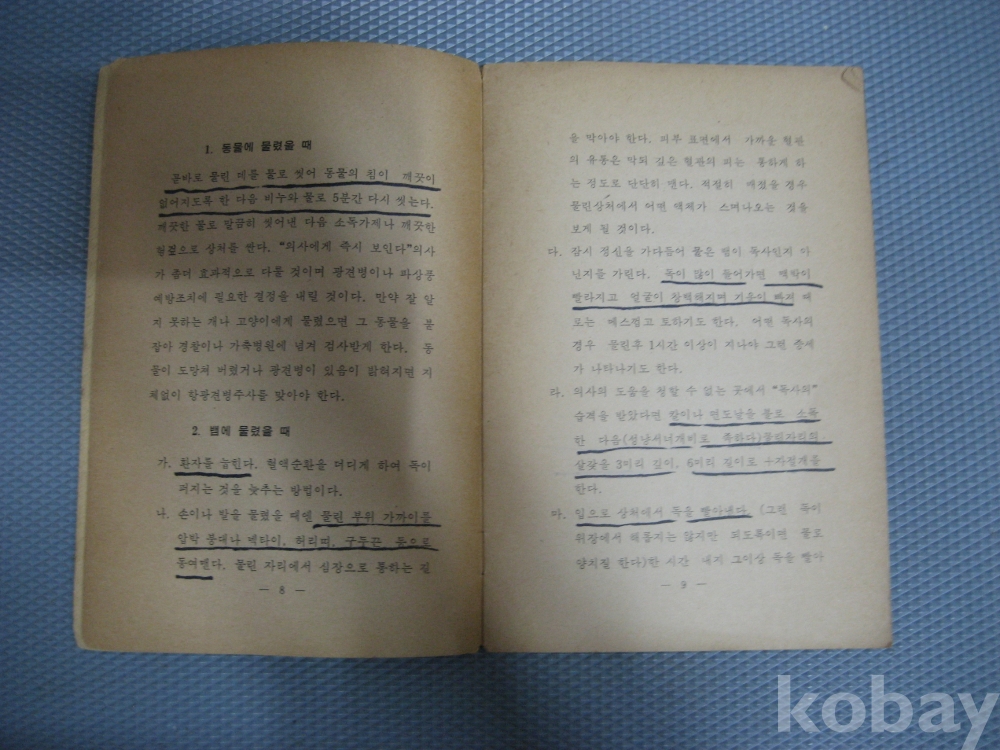 1. 동물에 물렸을 때
곧바로 물린 데를 물로 씻어 동물의 침이 깨끗이
없어지도록 한 다음 비누와 물로 5분간 다시 씻는다.
깨끗한 물로 말끔히 씻어낸 다음 소독가제나 깨끗한
헝겊으로 상처를 싼다. “의사에게 즉시 보인다”의사
가 좀더 효과적으로 다룰 것이며 광견병이나 파상풍
예방조치에 필요한 결정을 내릴 것이다. 만약 잘 알
지 못하는 개나 고양이에게 물렸으면 그 동물을 붙
잡아 경찰이나 가축병원에 넘겨 검사받게 한다. 동
물이 도망쳐 버렸거나 광견병이 있음이 밝혀지면 지
체없이 항광견병주사를 맞아야 한다.
2. 뱀에 물렸을 때
가. 환자를 눕힌다. 혈액순환을 더디게 하여 독이
퍼지는 것을 늦추는 방법이다.
나. 손이나 발을 물렸을 때엔 물린 부위 가까이를
압박 붕대나 넥타이, 허리띠, 구두끈 등으로
동여맨다. 물린 자리에서 심장으로 통하는 길
— 8 —
을 막아야 한다. 피부 표면에서 가까운 혈관
의 유통은 막되 깊은 혈관의 피는 통하게 하
는 정도로 단단히 맨다. 적정히 매졌을 경우
물린상처에서 어떤 액체가 스며나오는 것을
보게 될 것이다.
다. 잠시 정신을 가다듬어 물은 뱀이 독사인지 아
닌지를 가린다. 독이 많이 들어가면 맥박이
빨라지고 얼굴이 창백해지며 기운이 빠져 때
로는 메스껍고 토하기도 한다. 어떤 독사의
경우 물린후 1시간 이상이 지나야 그런 증세
가 나타나기도 한다.
라. 의사의 도움을 청할 수 없는 곳에서 “독사의”
습격을 받았다면 칼이나 면도날을 불로 소독
한 다음(성냥서너개비로 족하다)물린자리의
살갗을 3미리 깊이, 6미리 길이로 +자형개를
한다.
마. 입으로 상처에서 독을 빨아낸다. (그런 독이
위장에서 해롭지는 않지만 되도록이면 물로
양치질 한다)한 시간 내지 그이상 독을 빨아
— 9 —
kobay